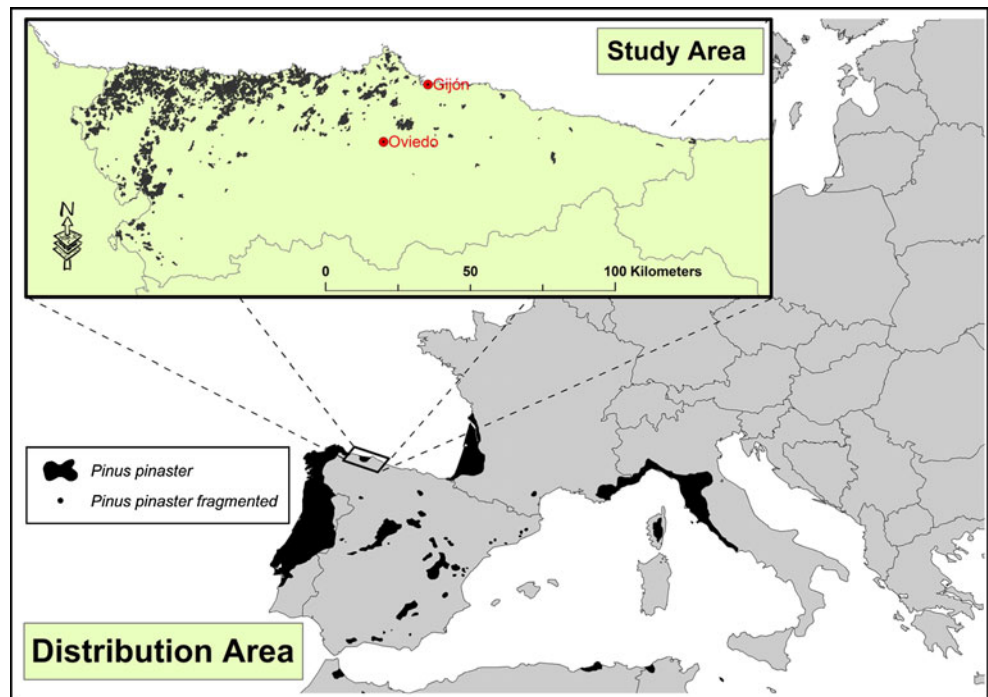 Study Area
Gijón
Oviedo
N
0 50 100 Kilometers
Pinus pinaster
Pinus pinaster fragmented
Distribution Area